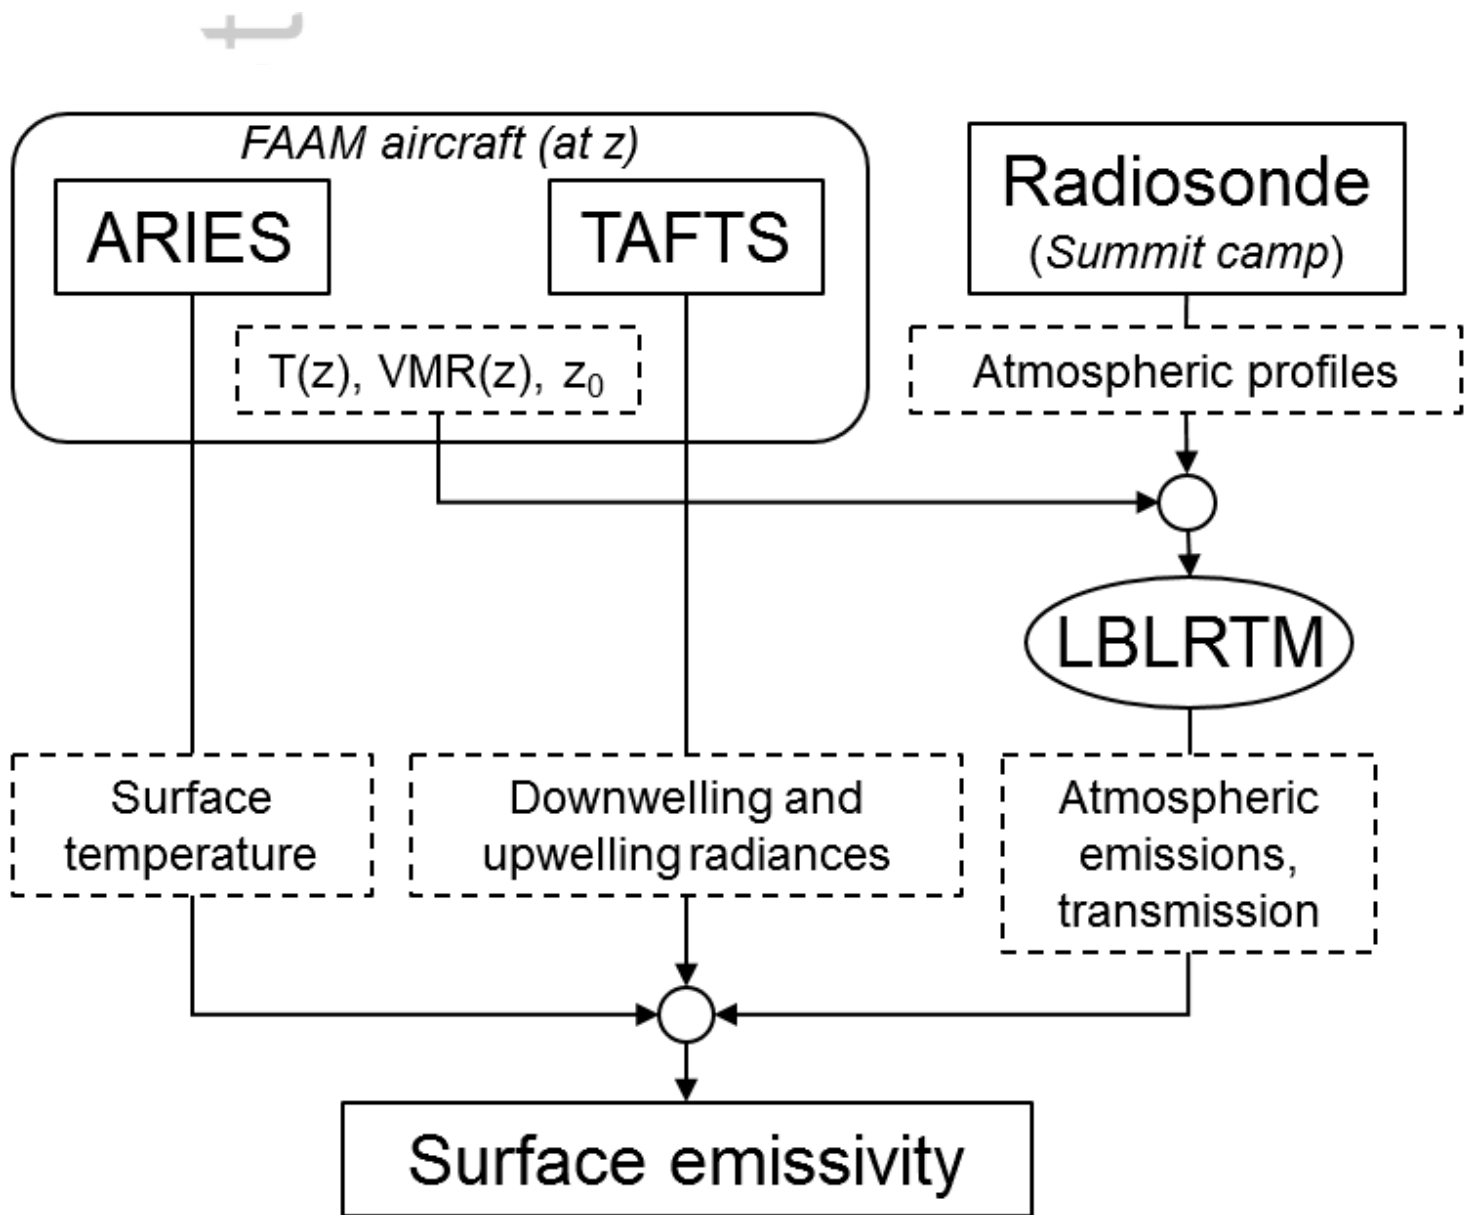 t
FAAM aircraft (at z)
ARIES
TAFTS
T(z), VMR(z), z₀
Radiosonde
(Summit camp)
Atmospheric profiles
LBLRTM
Surface
temperature
Downwelling and
upwelling radiances
Atmospheric
emissions,
transmission
Surface emissivity